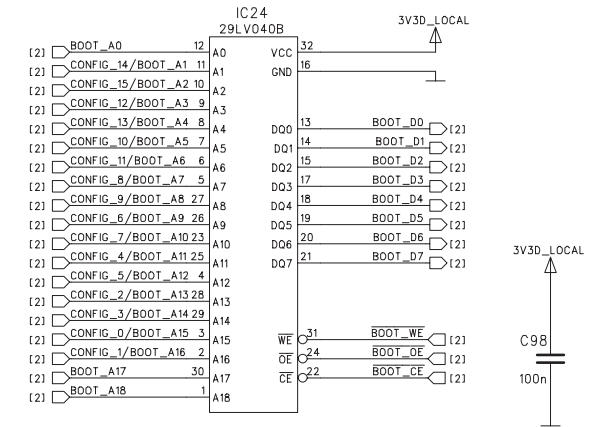 IC24
29LV040B
3V3D_LOCAL
[2] BOOT_A0 12 A0 VCC 32
[2] CONFIG_14/BOOT_A1 11 A1 GND 16
[2] CONFIG_15/BOOT_A2 10 A2
[2] CONFIG_12/BOOT_A3 9 A3
[2] CONFIG_13/BOOT_A4 8 A4 DQ0 13 BOOT_D0 [2]
[2] CONFIG_10/BOOT_A5 7 A5 DQ1 14 BOOT_D1 [2]
[2] CONFIG_11/BOOT_A6 6 A6 DQ2 15 BOOT_D2 [2]
[2] CONFIG_8/BOOT_A7 5 A7 DQ3 17 BOOT_D3 [2]
[2] CONFIG_9/BOOT_A8 27 A8 DQ4 18 BOOT_D4 [2]
[2] CONFIG_6/BOOT_A9 26 A9 DQ5 19 BOOT_D5 [2]
[2] CONFIG_7/BOOT_A10 23 A10 DQ6 20 BOOT_D6 [2]
[2] CONFIG_4/BOOT_A11 25 A11 DQ7 21 BOOT_D7 [2]
[2] CONFIG_5/BOOT_A12 4 A12
[2] CONFIG_2/BOOT_A13 28 A13
[2] CONFIG_3/BOOT_A14 29 A14
[2] CONFIG_0/BOOT_A15 3 A15 WE 31 BOOT_WE [2]
[2] CONFIG_1/BOOT_A16 2 A16 OE 24 BOOT_OE [2]
[2] BOOT_A17 30 A17 CE 22 BOOT_CE [2]
[2] BOOT_A18 1 A18
3V3D_LOCAL
C98
100n